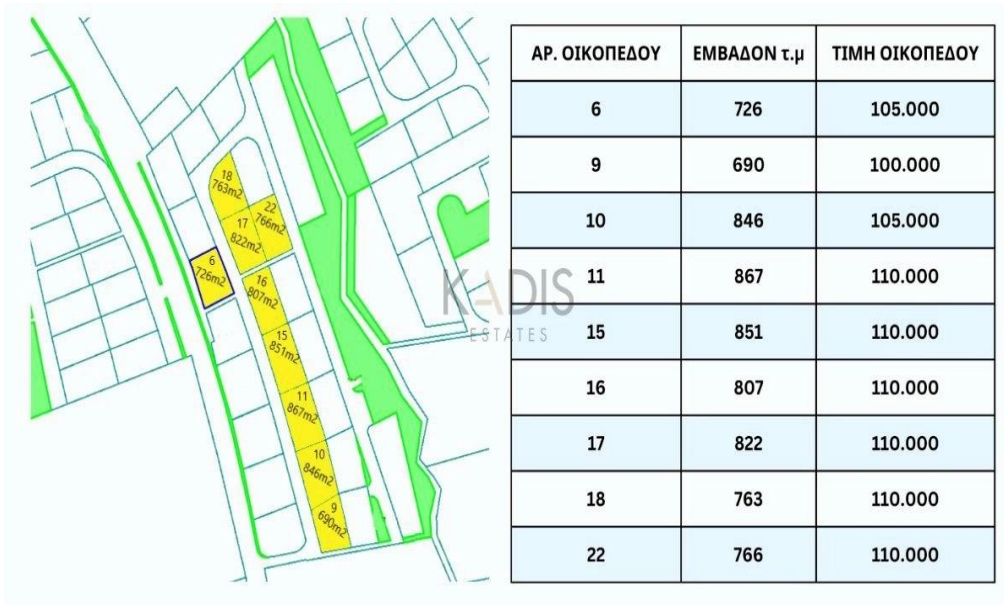 18
763m2
22
766m2
17
822m2
6
726m2
16
807m2
15
851m2
11
867m2
10
846m2
9
690m2
KADIS
ESTATES
ΑΡ. ΟΙΚΟΠΕΔΟΥ ΕΜΒΑΔΟΝ τ.μ ΤΙΜΗ ΟΙΚΟΠΕΔΟΥ
6 726 105.000
9 690 100.000
10 846 105.000
11 867 110.000
15 851 110.000
16 807 110.000
17 822 110.000
18 763 110.000
22 766 110.000